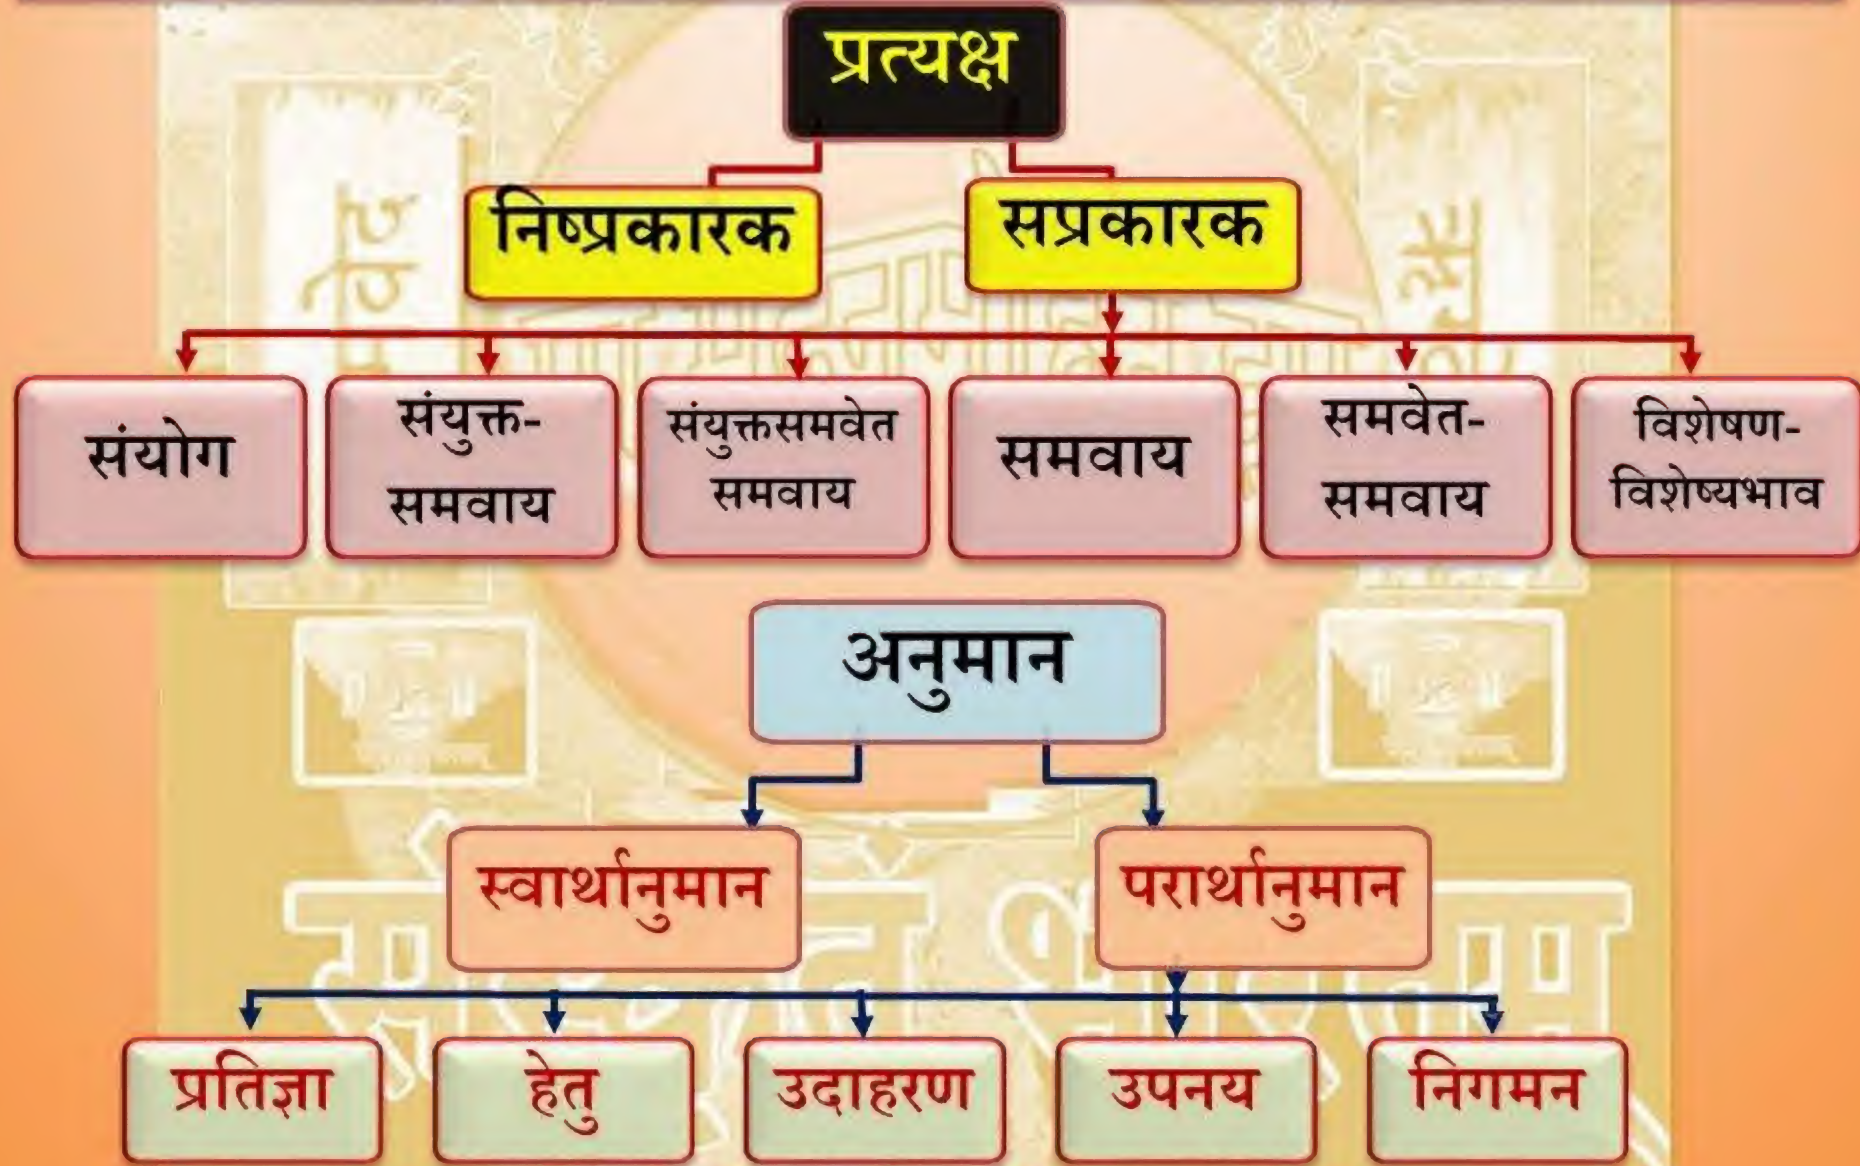 प्रत्यक्ष
निष्प्रकारक
सप्रकारक
संयोग
संयुक्त-
समवाय
संयुक्तसमवेत
समवाय
समवाय
समवेत-
समवाय
विशेषण-
विशेष्यभाव
अनुमान
स्वार्थानुमान
परार्थानुमान
प्रतिज्ञा
हेतु
उदाहरण
उपनय
निगमन